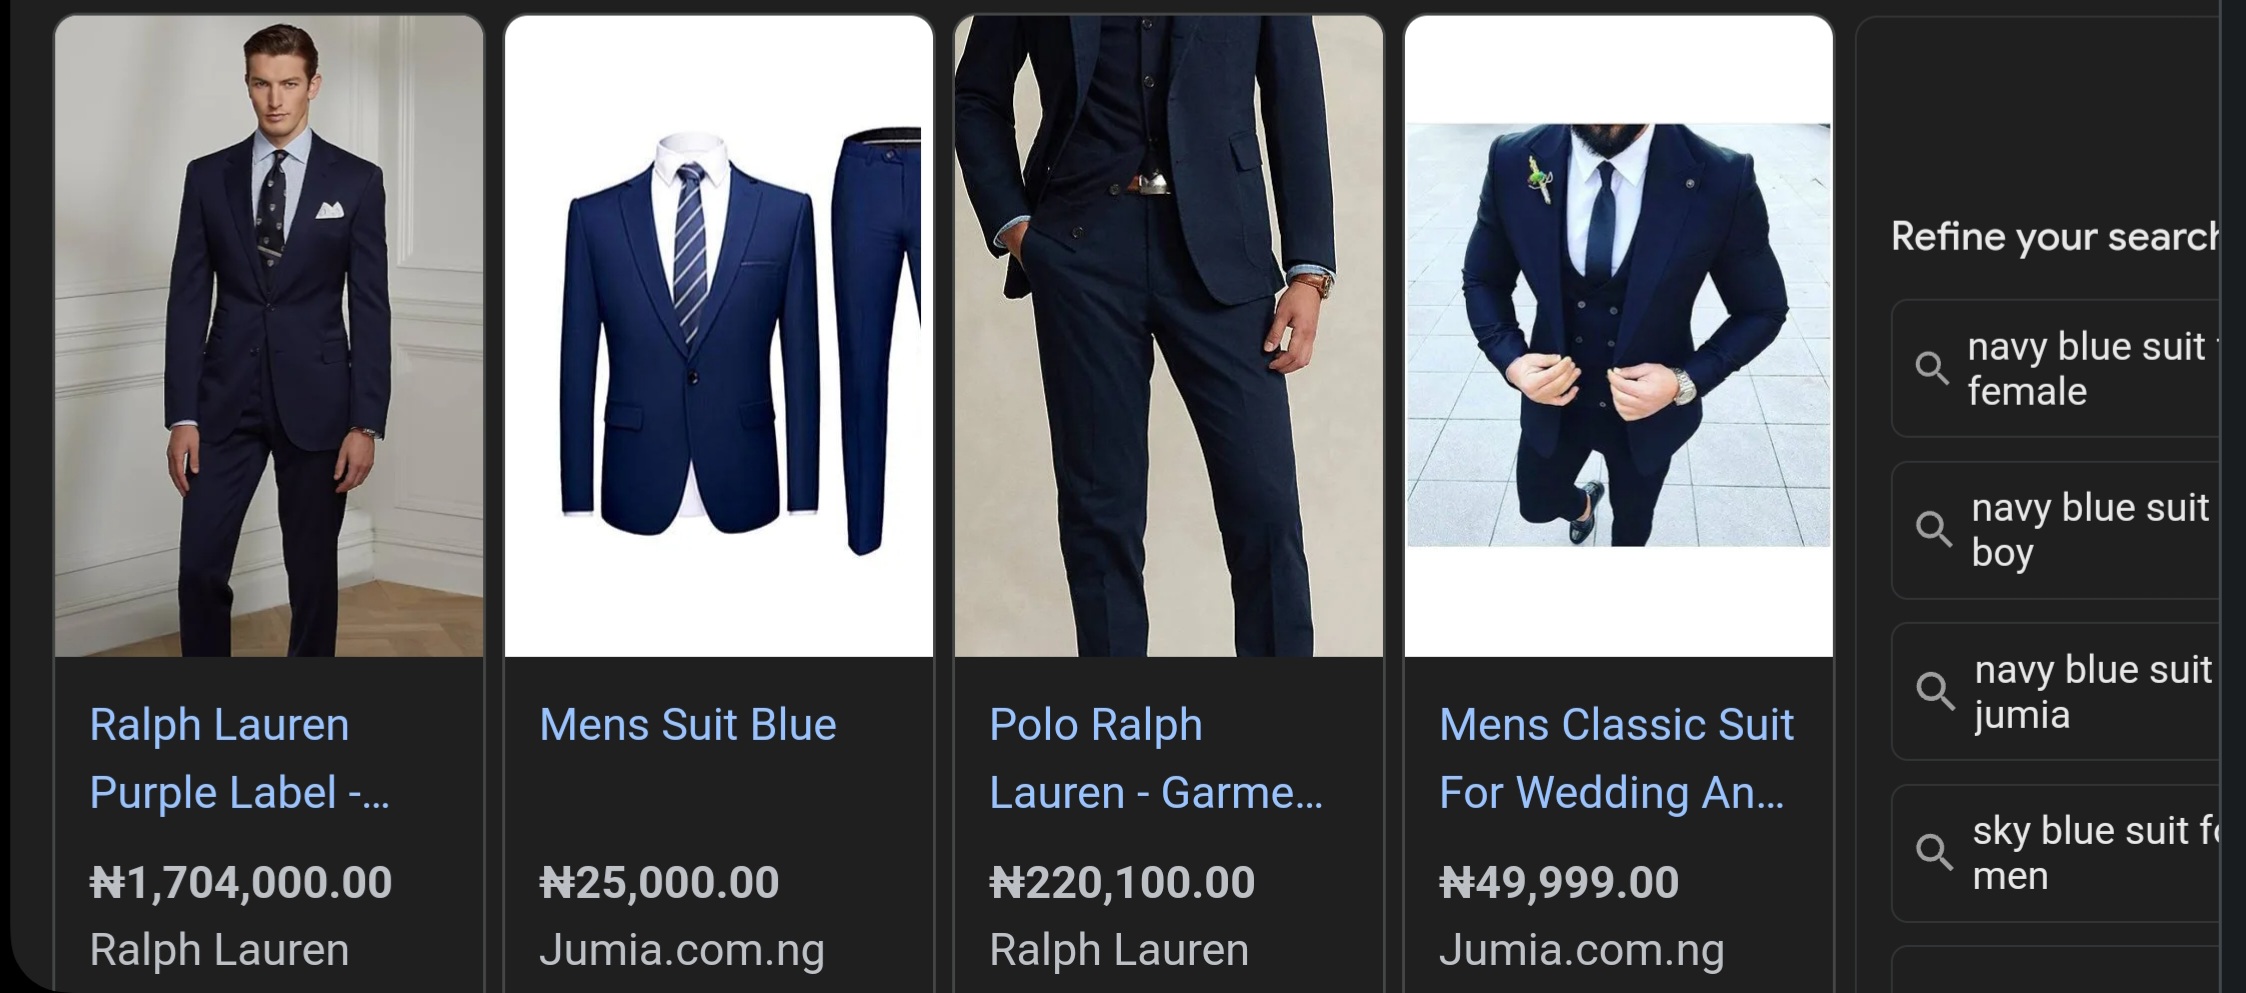 Ralph Lauren
Purple Label -...
₦1,704,000.00
Ralph Lauren
Mens Suit Blue
₦25,000.00
Jumia.com.ng
Polo Ralph
Lauren - Garme...
₦220,100.00
Ralph Lauren
Mens Classic Suit
For Wedding An...
₦49,999.00
Jumia.com.ng
Refine your search
navy blue suit
female
navy blue suit
boy
navy blue suit
jumia
sky blue suit
men